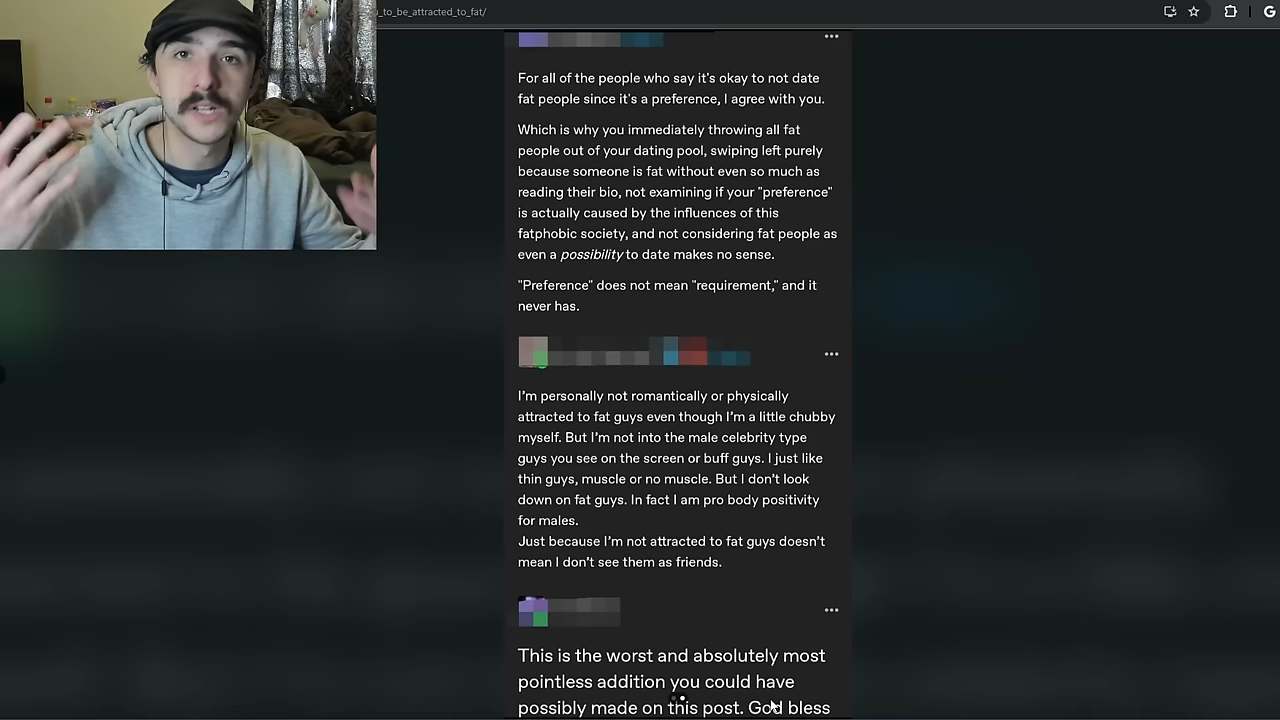 _to_be_attracted_to_fat/
For all of the people who say it's okay to not date
fat people since it's a preference, I agree with you.
Which is why you immediately throwing all fat
people out of your dating pool, swiping left purely
because someone is fat without even so much as
reading their bio, not examining if your "preference"
is actually caused by the influences of this
fatphobic society, and not considering fat people as
even a possibility to date makes no sense.
"Preference" does not mean "requirement," and it
never has.
I'm personally not romantically or physically
attracted to fat guys even though I'm a little chubby
myself. But I'm not into the male celebrity type
guys you see on the screen or buff guys. I just like
thin guys, muscle or no muscle. But I don't look
down on fat guys. In fact I am pro body positivity
for males.
Just because I'm not attracted to fat guys doesn't
mean I don't see them as friends.
This is the worst and absolutely most
pointless addition you could have
possibly made on this post. God bless